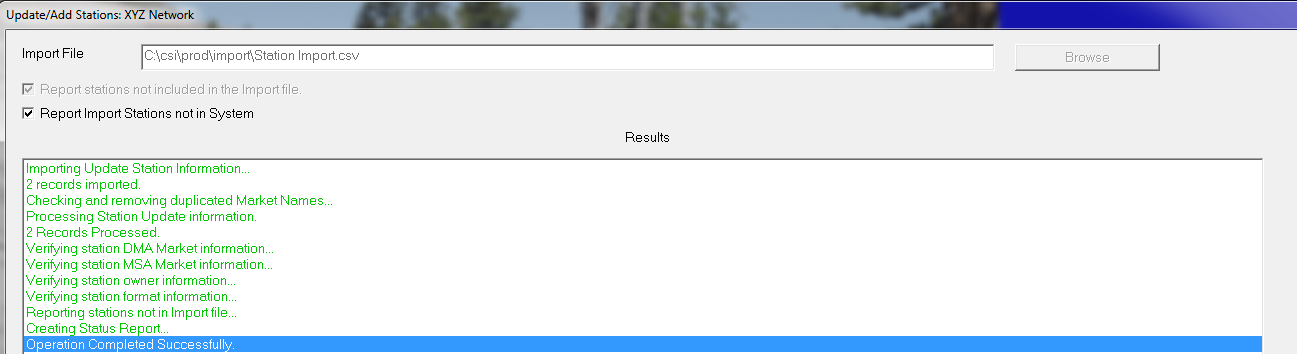 Update/Add Stations: XYZ Network
Import File
C:\csi\prod\import\Station Import.csv
Browse
Report stations not included in the Import file.
Report Import Stations not in System
Results
Importing Update Station Information...
2 records imported.
Checking and removing duplicated Market Names...
Processing Station Update information.
2 Records Processed.
Verifying station DMA Market information...
Verifying station MSA Market information...
Verifying station owner information...
Verifying station format information...
Reporting stations not in Import file...
Creating Status Report...
Operation Completed Successfully.